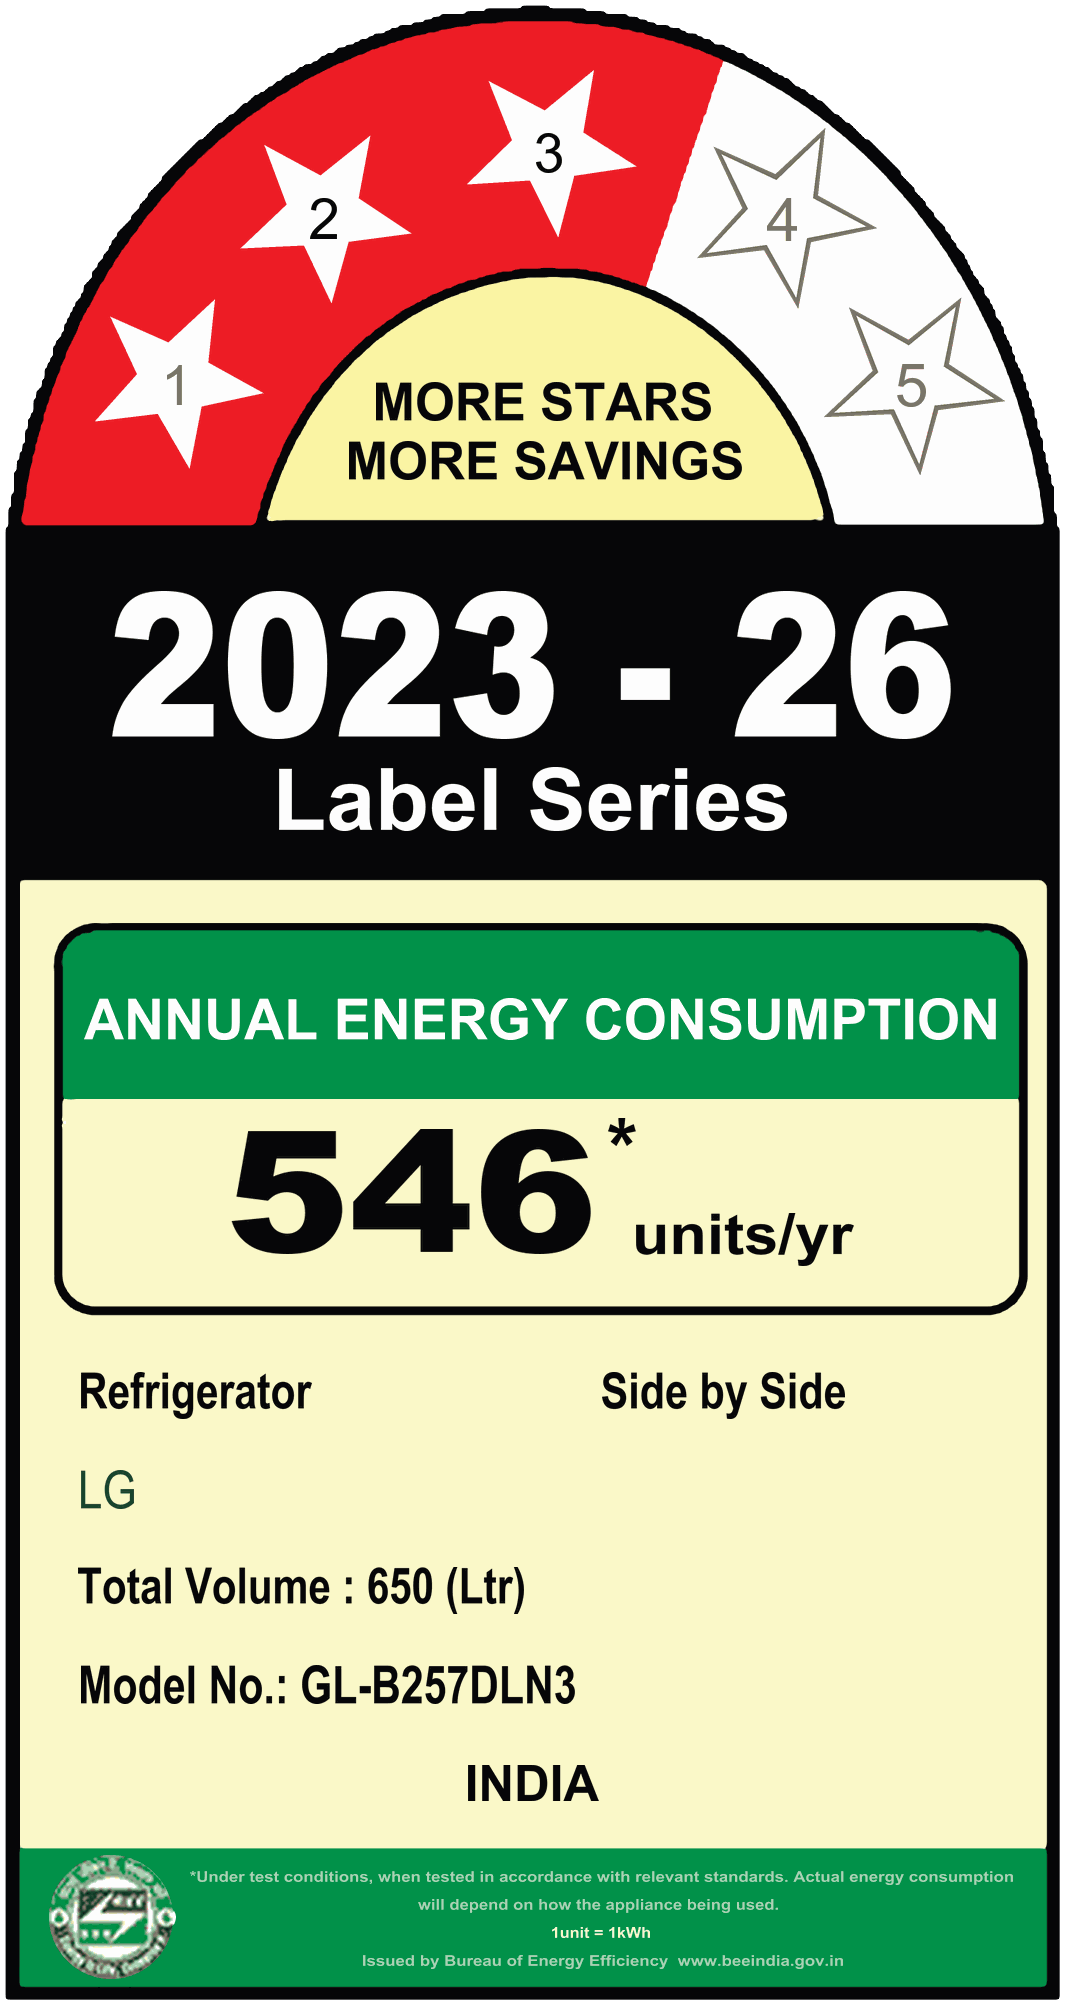 1
2
3
4
5
MORE STARS
MORE SAVINGS
2023 - 26
Label Series
ANNUAL ENERGY CONSUMPTION
546* units/yr
Refrigerator Side by Side
LG
Total Volume : 650 (Ltr)
Model No.: GL-B257DLN3
INDIA
*Under test conditions, when tested in accordance with relevant standards. Actual energy consumption
will depend on how the appliance being used.
1unit = 1kWh
Issued by Bureau of Energy Efficiency www.beeindia.gov.in